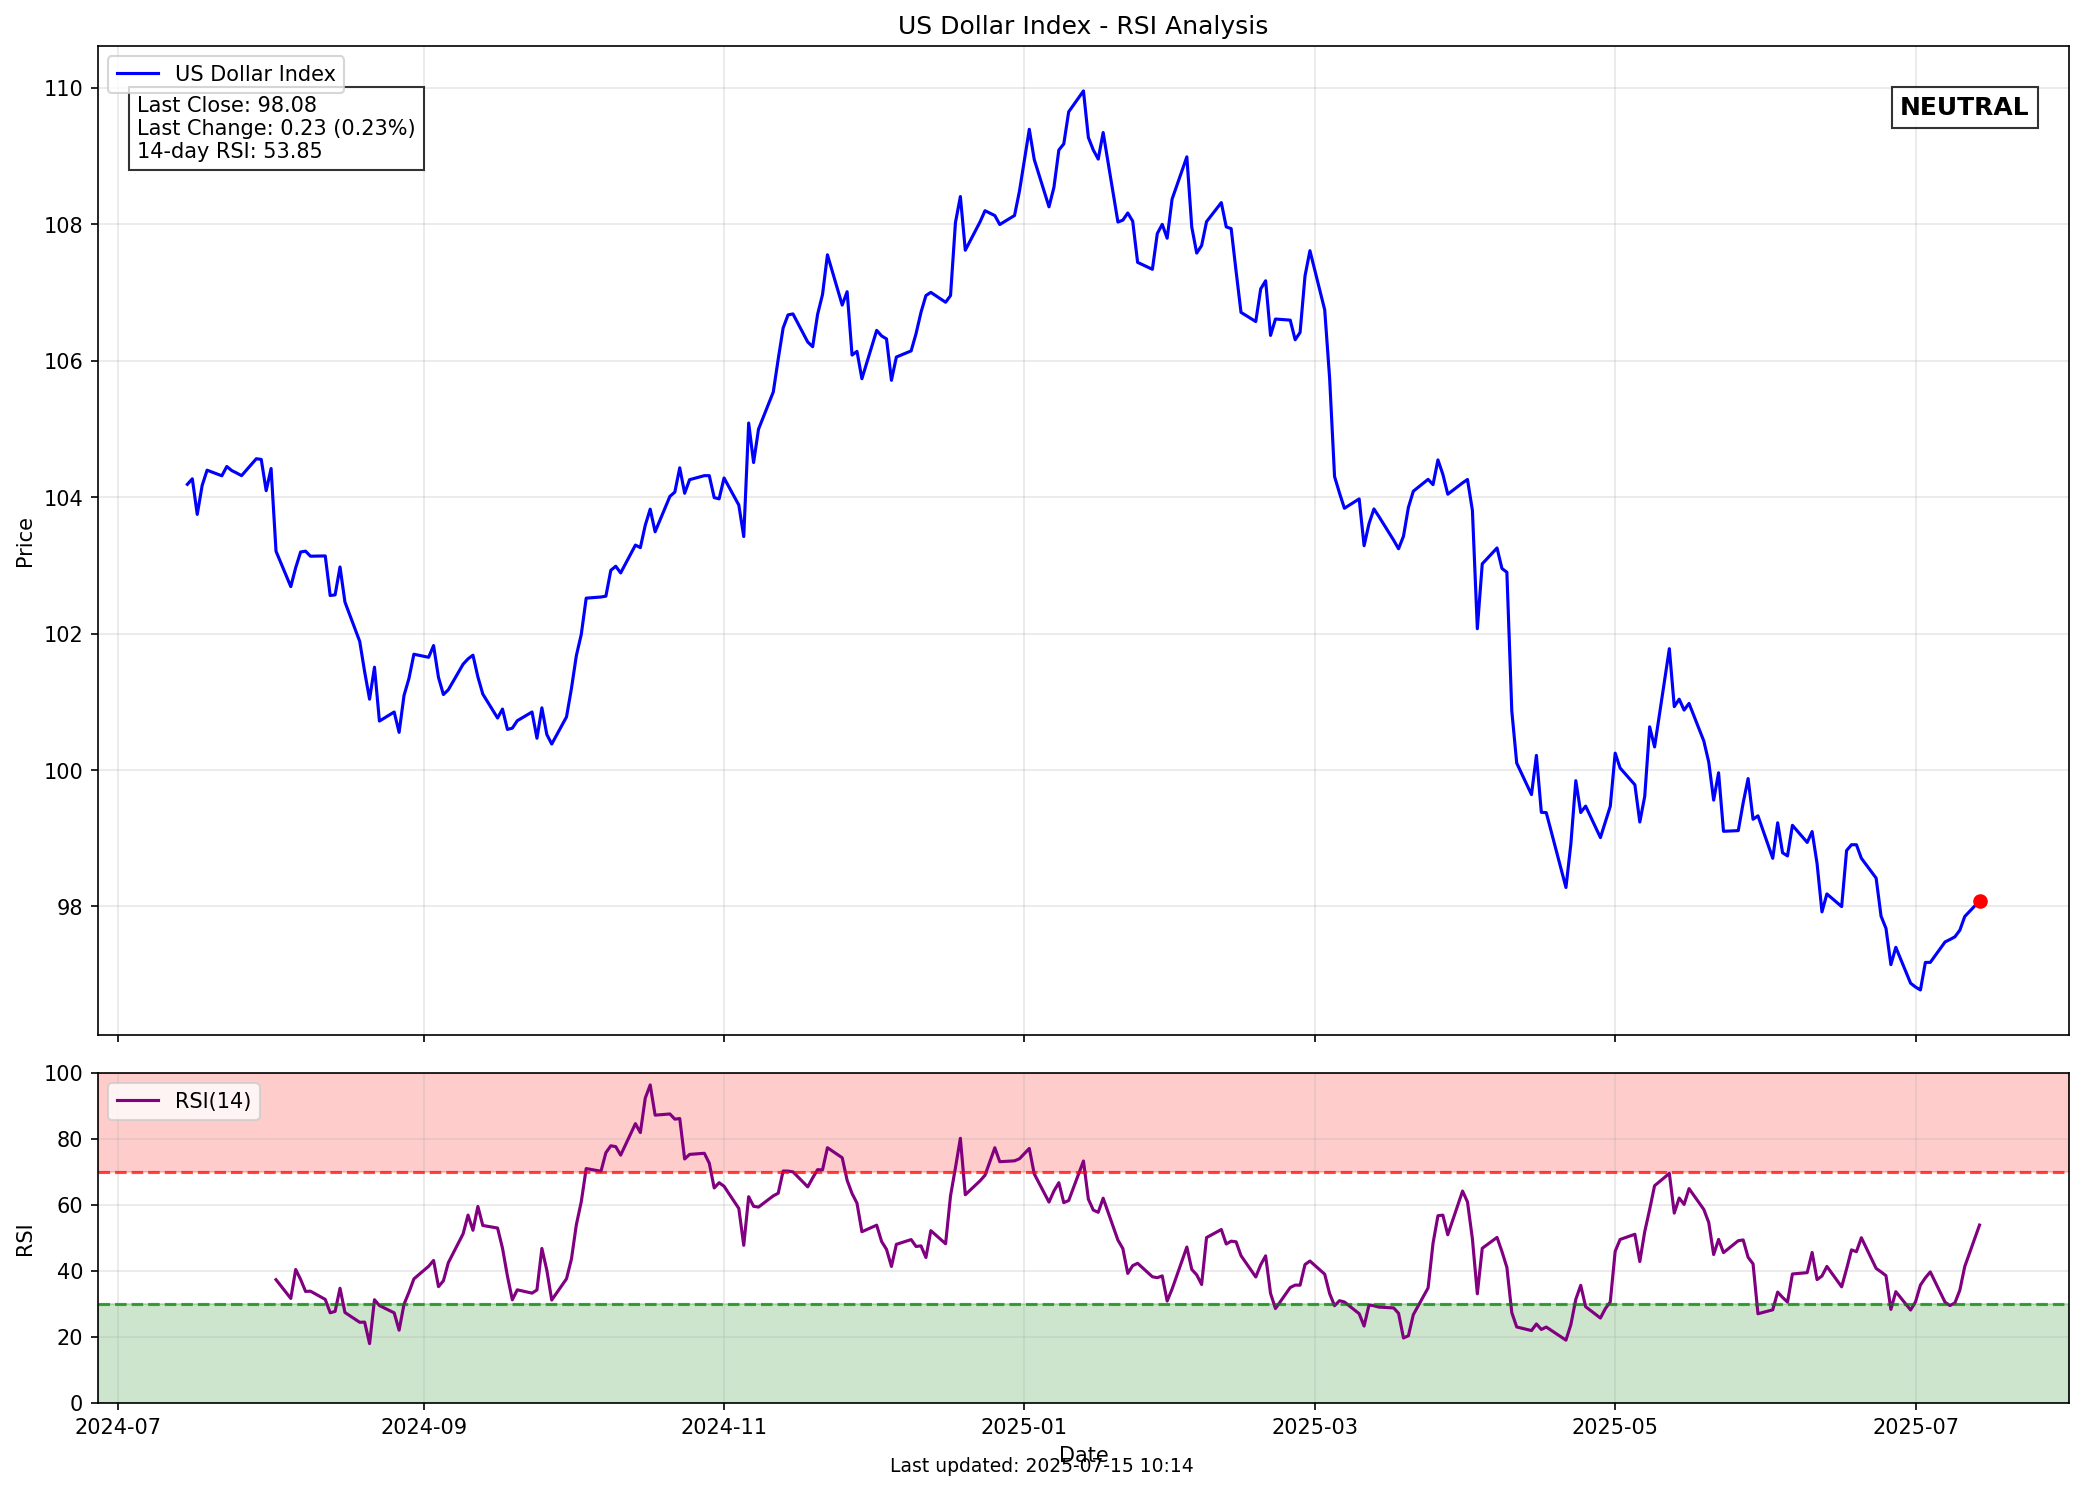 US Dollar Index - RSI Analysis
US Dollar Index
Last Close: 98.08
Last Change: 0.23 (0.23%)
14-day RSI: 53.85
NEUTRAL
Price
110
108
106
104
102
100
98
RSI(14)
RSI
100
80
60
40
20
0
2024-07
2024-09
2024-11
2025-01
2025-03
2025-05
2025-07
Date
Last updated: 2025-07-15 10:14